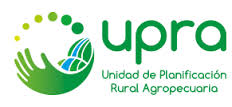 upra
Unidad de Planificación
Rural Agropecuaria